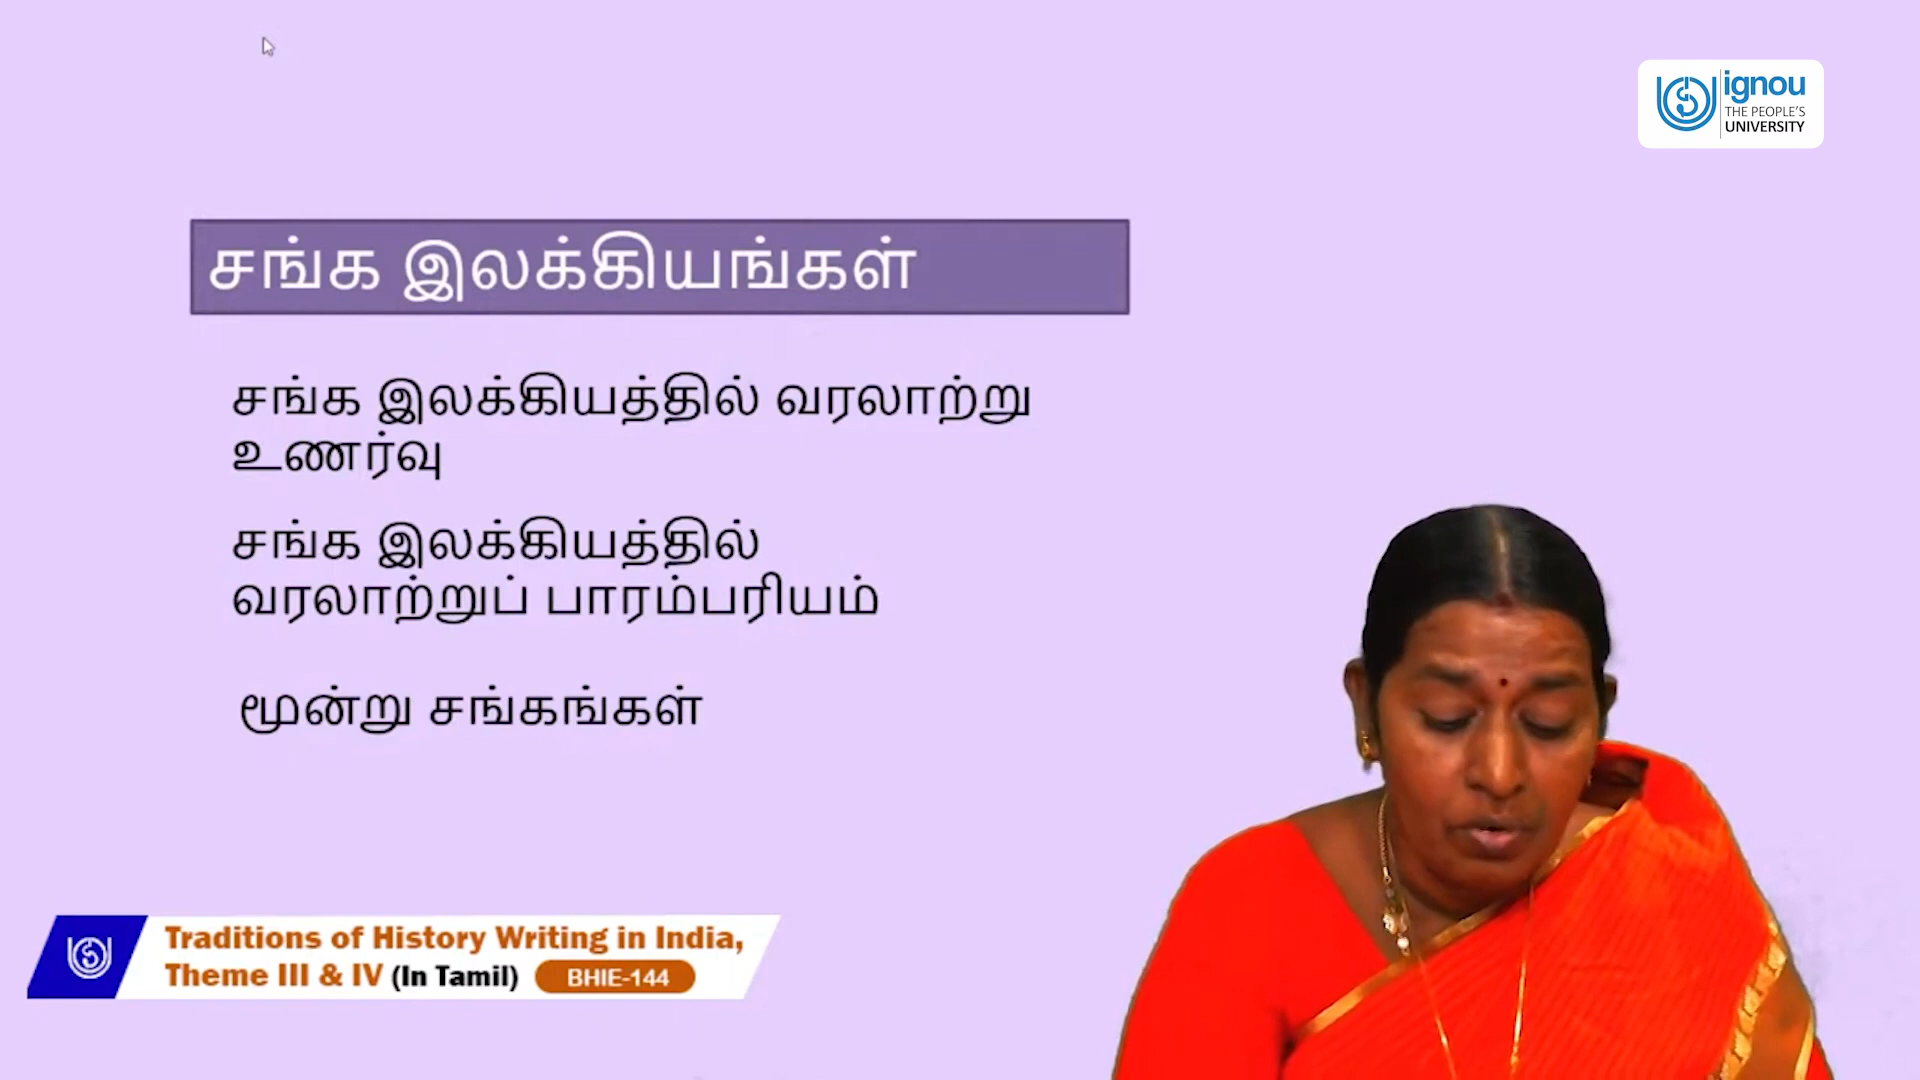 ignou
THE PEOPLE'S
UNIVERSITY
சங்க இலக்கியங்கள்
சங்க இலக்கியத்தில் வரலாற்று
உணர்வு
சங்க இலக்கியத்தில்
வரலாற்றுப் பாரம்பரியம்
மூன்று சங்கங்கள்
Traditions of History Writing in India,
Theme III & IV (In Tamil) BHIE-144